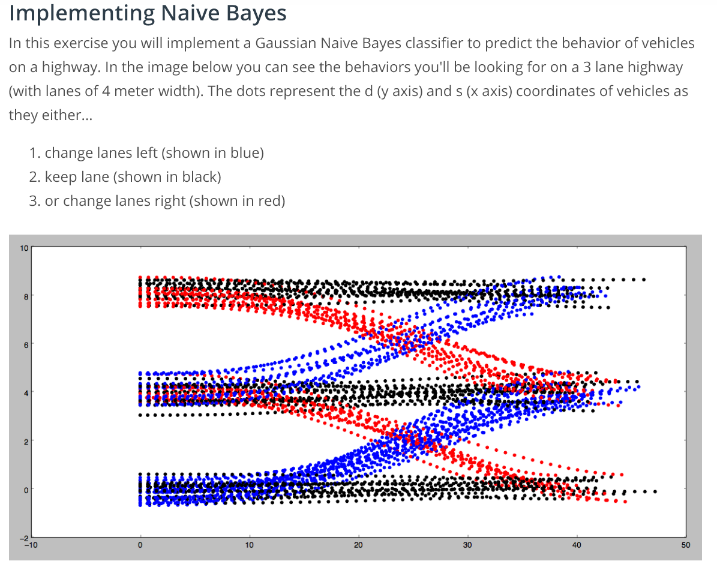 Implementing Naive Bayes
In this exercise you will implement a Gaussian Naive Bayes classifier to predict the behavior of vehicles
on a highway. In the image below you can see the behaviors you'll be looking for on a 3 lane highway
(with lanes of 4 meter width). The dots represent the d (y axis) and s (x axis) coordinates of vehicles as
they either...
1. change lanes left (shown in blue)
2. keep lane (shown in black)
3. or change lanes right (shown in red)
10
8
6
4
2
0
−2
−10 0 10 20 30 40 50